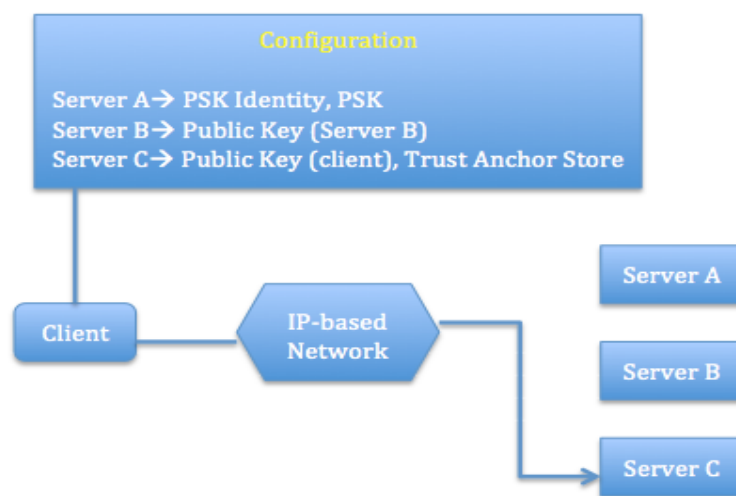 Configuration
Server A→ PSK Identity, PSK
Server B→ Public Key (Server B)
Server C→ Public Key (client), Trust Anchor Store
Server A
Client
IP-based
Network
Server B
Server C